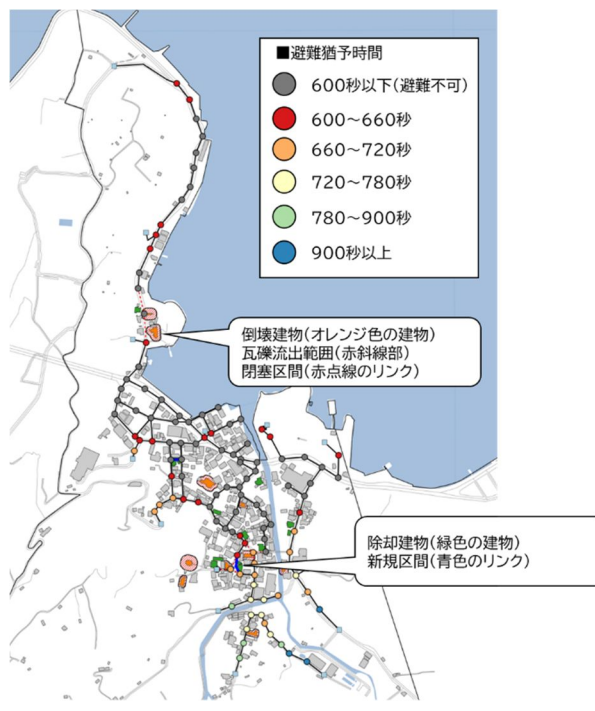 ■避難猶予時間
600秒以下(避難不可)
600～660秒
660～720秒
720～780秒
780～900秒
900秒以上
倒壊建物(オレンジ色の建物)
瓦礫流出範囲(赤斜線部)
閉塞区間(赤点線のリンク)
除却建物(緑色の建物)
新規区間(青色のリンク)